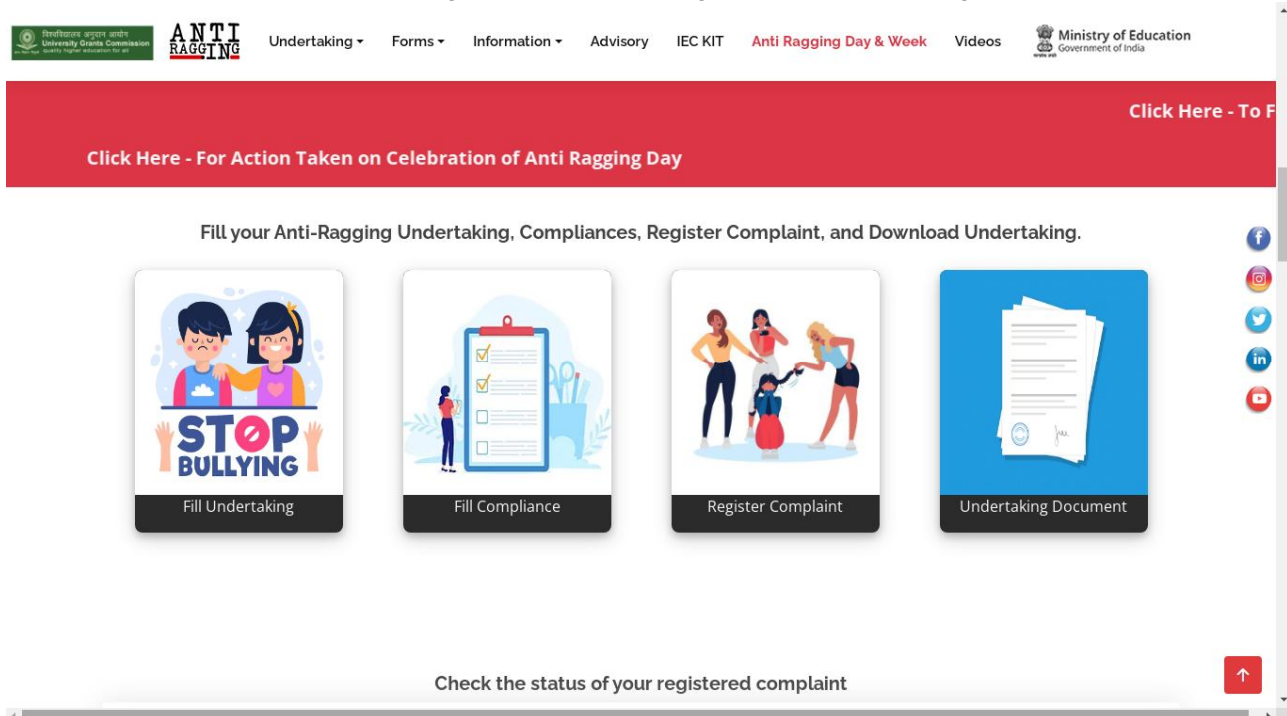 विश्वविद्यालय अनुदान आयोग
University Grants Commission
quality higher education for all
ANTI
RAGGING
Undertaking
Forms
Information
Advisory
IEC KIT
Anti Ragging Day & Week
Videos
Ministry of Education
Government of India
Click Here - To F
Click Here - For Action Taken on Celebration of Anti Ragging Day
Fill your Anti-Ragging Undertaking, Compliances, Register Complaint, and Download Undertaking.
STOP
BULLYING
Fill Undertaking
Fill Compliance
Register Complaint
Undertaking Document
Check the status of your registered complaint